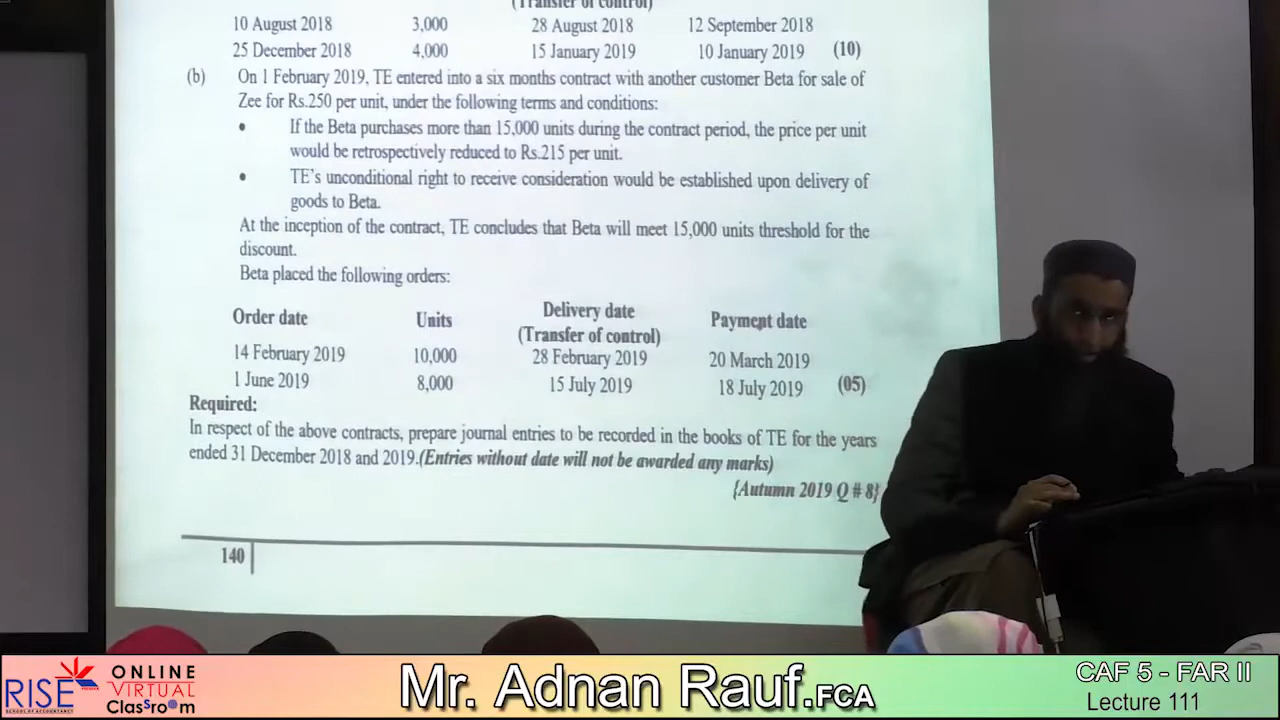 (Transfer of control)
10 August 2018 3,000 28 August 2018 12 September 2018
25 December 2018 4,000 15 January 2019 10 January 2019 (10)
(b) On 1 February 2019, TE entered into a six months contract with another customer Beta for sale of
Zee for Rs.250 per unit, under the following terms and conditions:
• If the Beta purchases more than 15,000 units during the contract period, the price per unit
would be retrospectively reduced to Rs.215 per unit.
• TE's unconditional right to receive consideration would be established upon delivery of
goods to Beta.
At the inception of the contract, TE concludes that Beta will meet 15,000 units threshold for the
discount.
Beta placed the following orders:
Order date Units Delivery date (Transfer of control) Payment date
14 February 2019 10,000 28 February 2019 20 March 2019
1 June 2019 8,000 15 July 2019 18 July 2019 (05)
Required:
In respect of the above contracts, prepare journal entries to be recorded in the books of TE for the years
ended 31 December 2018 and 2019.(Entries without date will not be awarded any marks)
{Autumn 2019 Q # 8}
140
RISE
ONLINE
VIRTUAL
ClasSroom
Mr. Adnan Rauf.FCA
CAF 5 - FAR II
Lecture 111